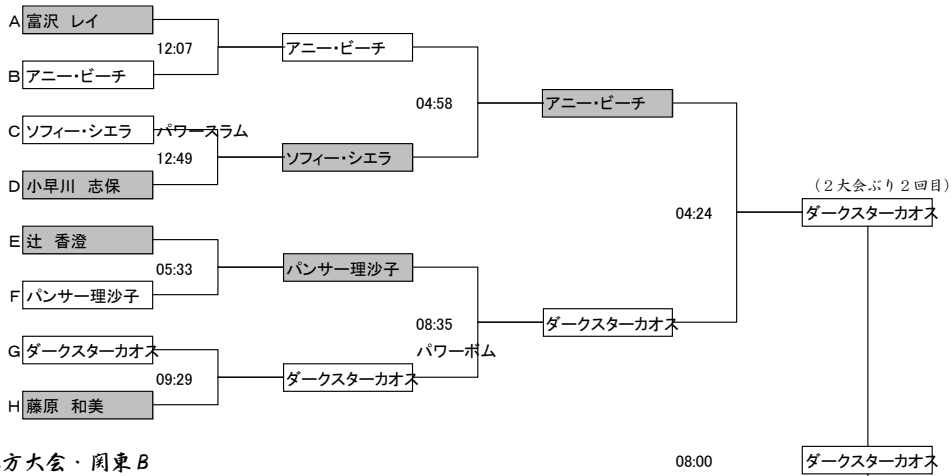 A 富沢 レイ
12:07
アニー・ビーチ
B アニー・ビーチ
04:58
アニー・ビーチ
C ソフィー・シエラ パワースラム
12:49
ソフィー・シエラ
D 小早川 志保
(2大会ぶり2回目)
04:24
ダークスターカオス
E 辻 香澄
05:33
パンサー理沙子
F パンサー理沙子
08:35
ダークスターカオス
G ダークスターカオス
パワーボム
09:29
ダークスターカオス
H 藤原 和美
方大会・関東B
08:00
ダークスターカオス